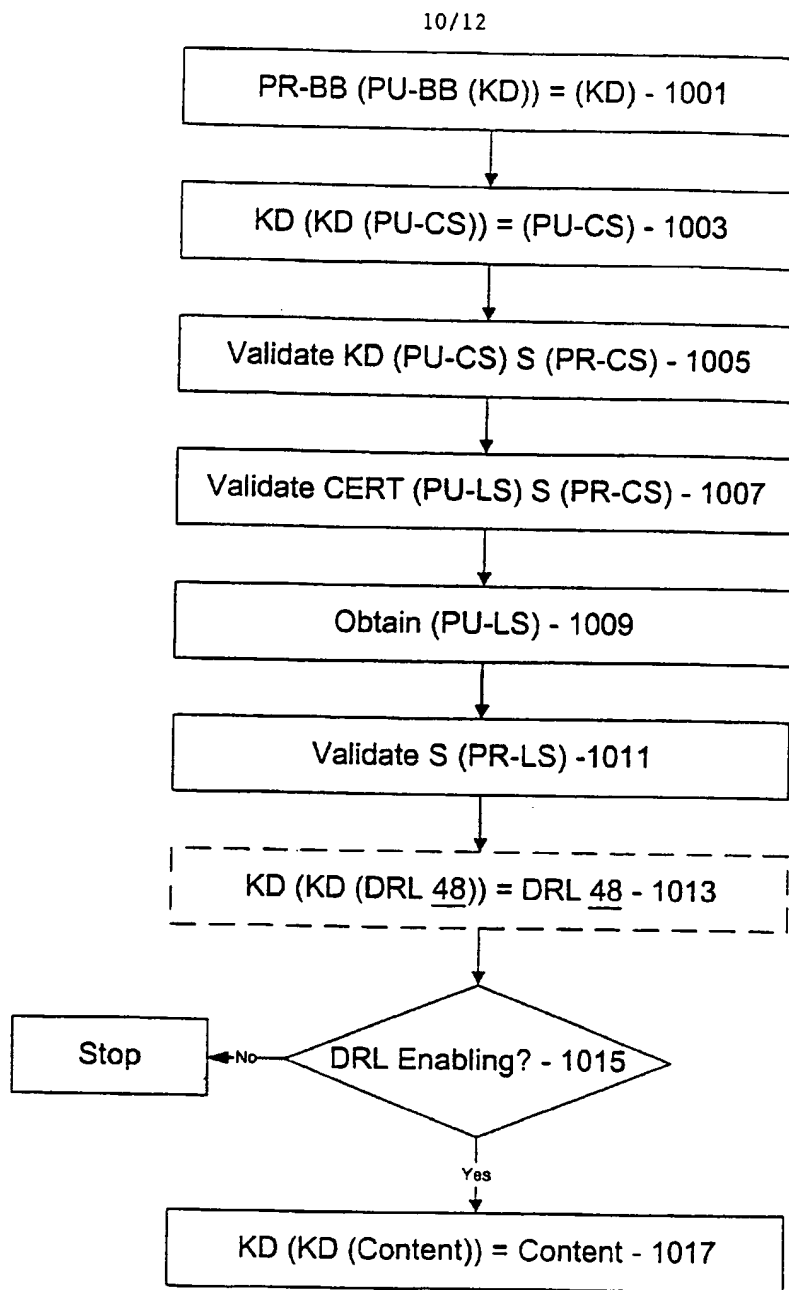 10/12
PR-BB (PU-BB (KD)) = (KD) - 1001
KD (KD (PU-CS)) = (PU-CS) - 1003
Validate KD (PU-CS) S (PR-CS) - 1005
Validate CERT (PU-LS) S (PR-CS) - 1007
Obtain (PU-LS) - 1009
Validate S (PR-LS) -1011
KD (KD (DRL 48)) = DRL 48 - 1013
DRL Enabling? - 1015
No
Stop
Yes
KD (KD (Content)) = Content - 1017